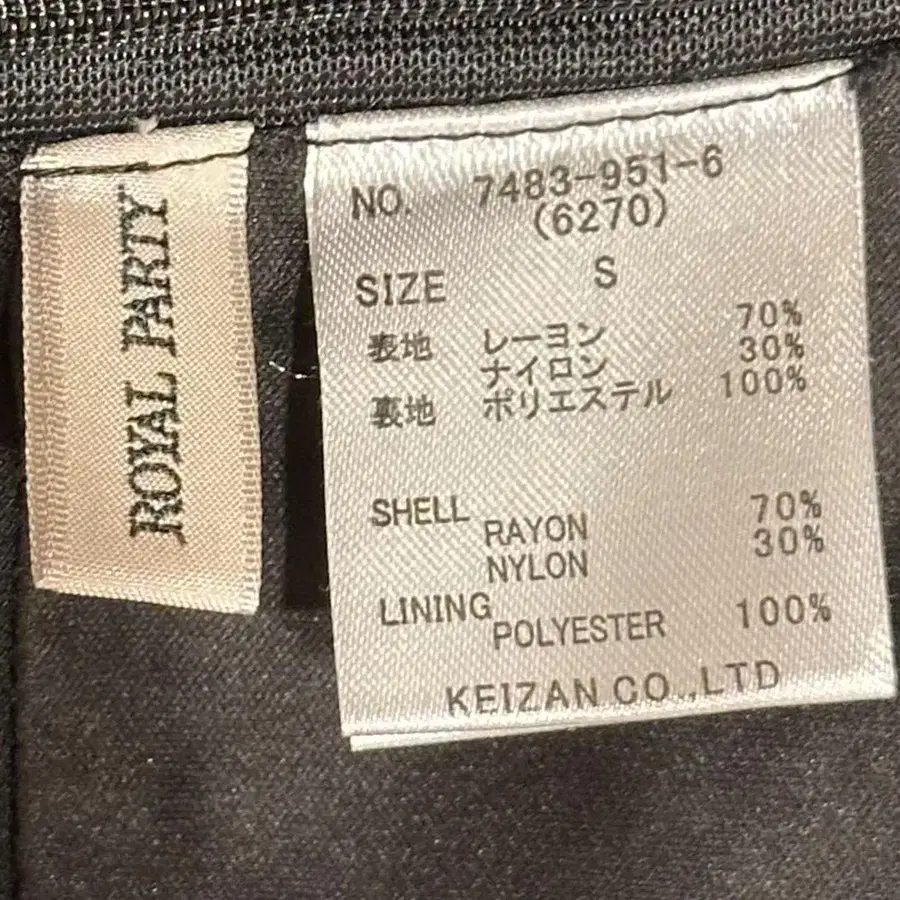 ROYAL PARTY
NO. 7483-951-6
(6270)
SIZE S
表地 レーヨン 70%
ナイロン 30%
裏地 ポリエステル 100%
SHELL
RAYON 70%
NYLON 30%
LINING
POLYESTER 100%
KEIZAN CO.,LTD